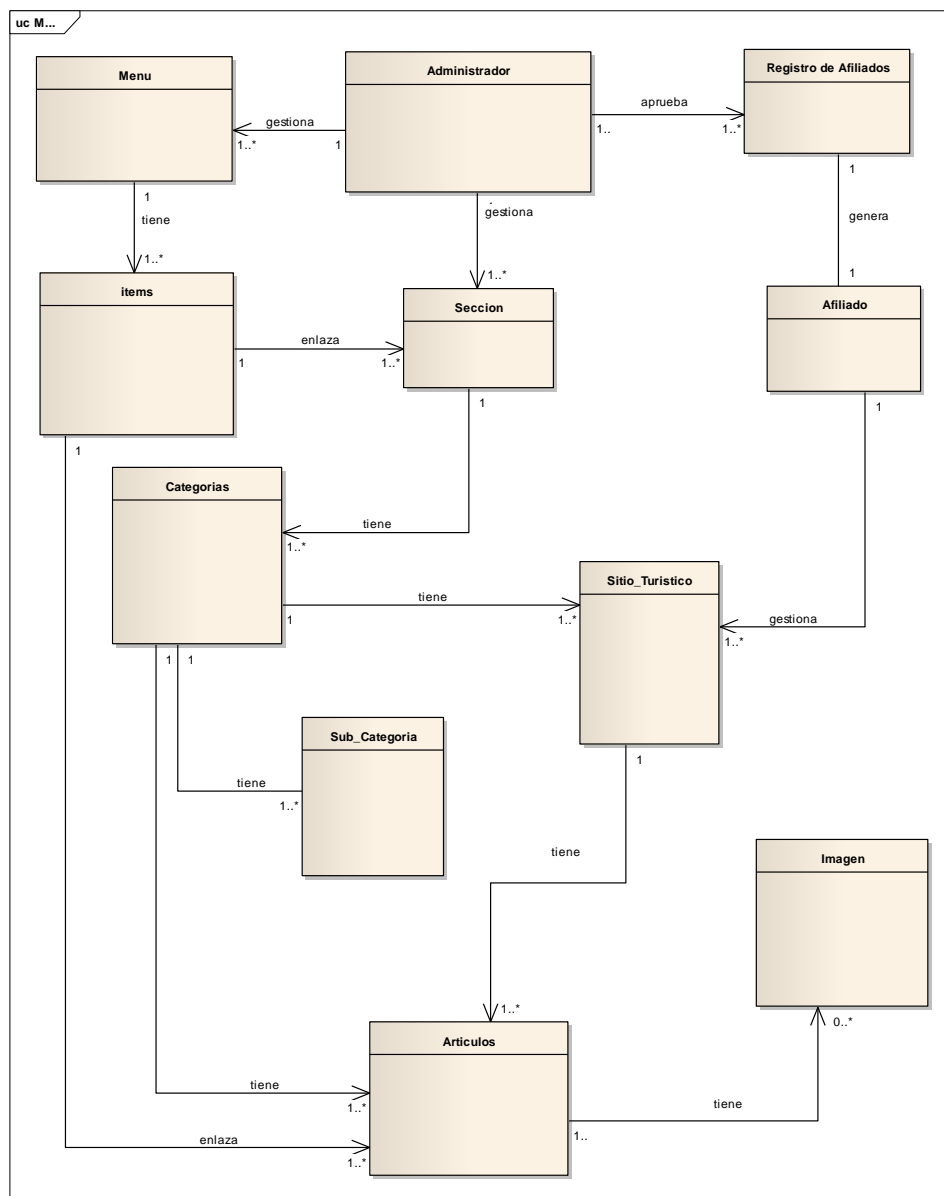 uc M...
Menu
Administrador
Registro de Afiliados
gestiona
1..*
1
aprueba
1..
1..*
1
tiene
1..*
gestiona
1..*
1
genera
1
items
Seccion
Afiliado
enlaza
1
1..*
1
1
1
Categorias
tiene
1..*
Sitio_Turistico
tiene
1
1..*
gestiona
1..*
1
1
Sub_Categoria
tiene
1..*
1
tiene
1..*
Imagen
0..*
Articulos
tiene
1..*
enlaza
1..*
tiene
1..